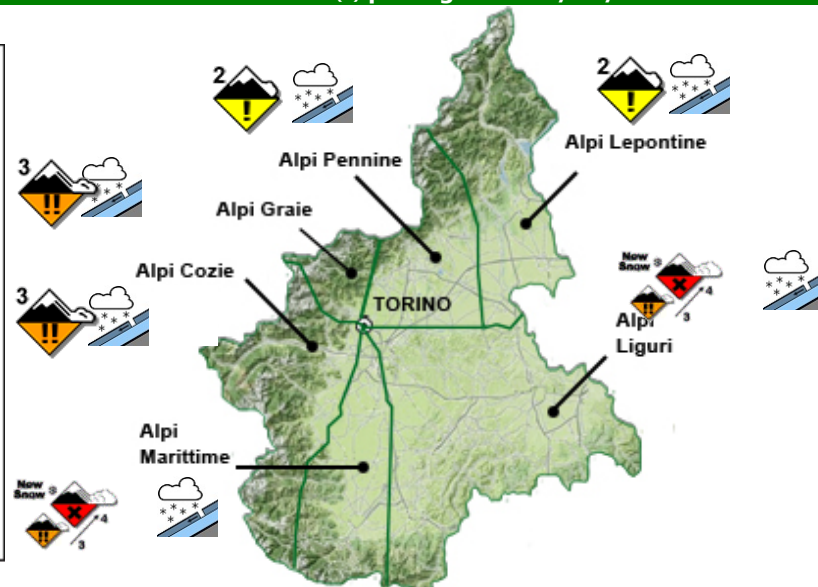 2
2
Alpi Lepontine
Alpi Pennine
3
Alpi Graie
New
Snow
4
3
Alpi Cozie
TORINO
3
Alpi
Liguri
Alpi
Marittime
New
Snow
4
3